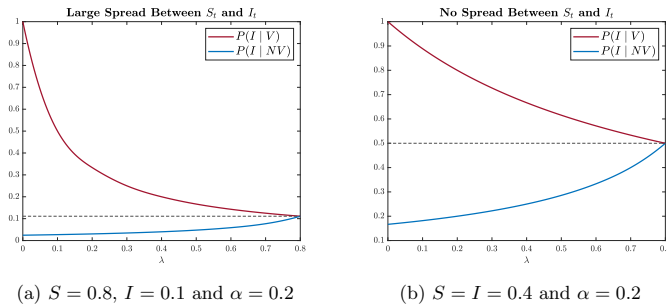 Large Spread Between S_t and I_t
1
0.9
0.8
0.7
0.6
0.5
0.4
0.3
0.2
0.1
0
0 0.1 0.2 0.3 0.4 0.5 0.6 0.7 0.8
λ
P(I | V)
P(I | NV)
(a) S = 0.8, I = 0.1 and α = 0.2
No Spread Between S_t and I_t
1
0.9
0.8
0.7
0.6
0.5
0.4
0.3
0.2
0.1
0 0.1 0.2 0.3 0.4 0.5 0.6 0.7 0.8
λ
P(I | V)
P(I | NV)
(b) S = I = 0.4 and α = 0.2